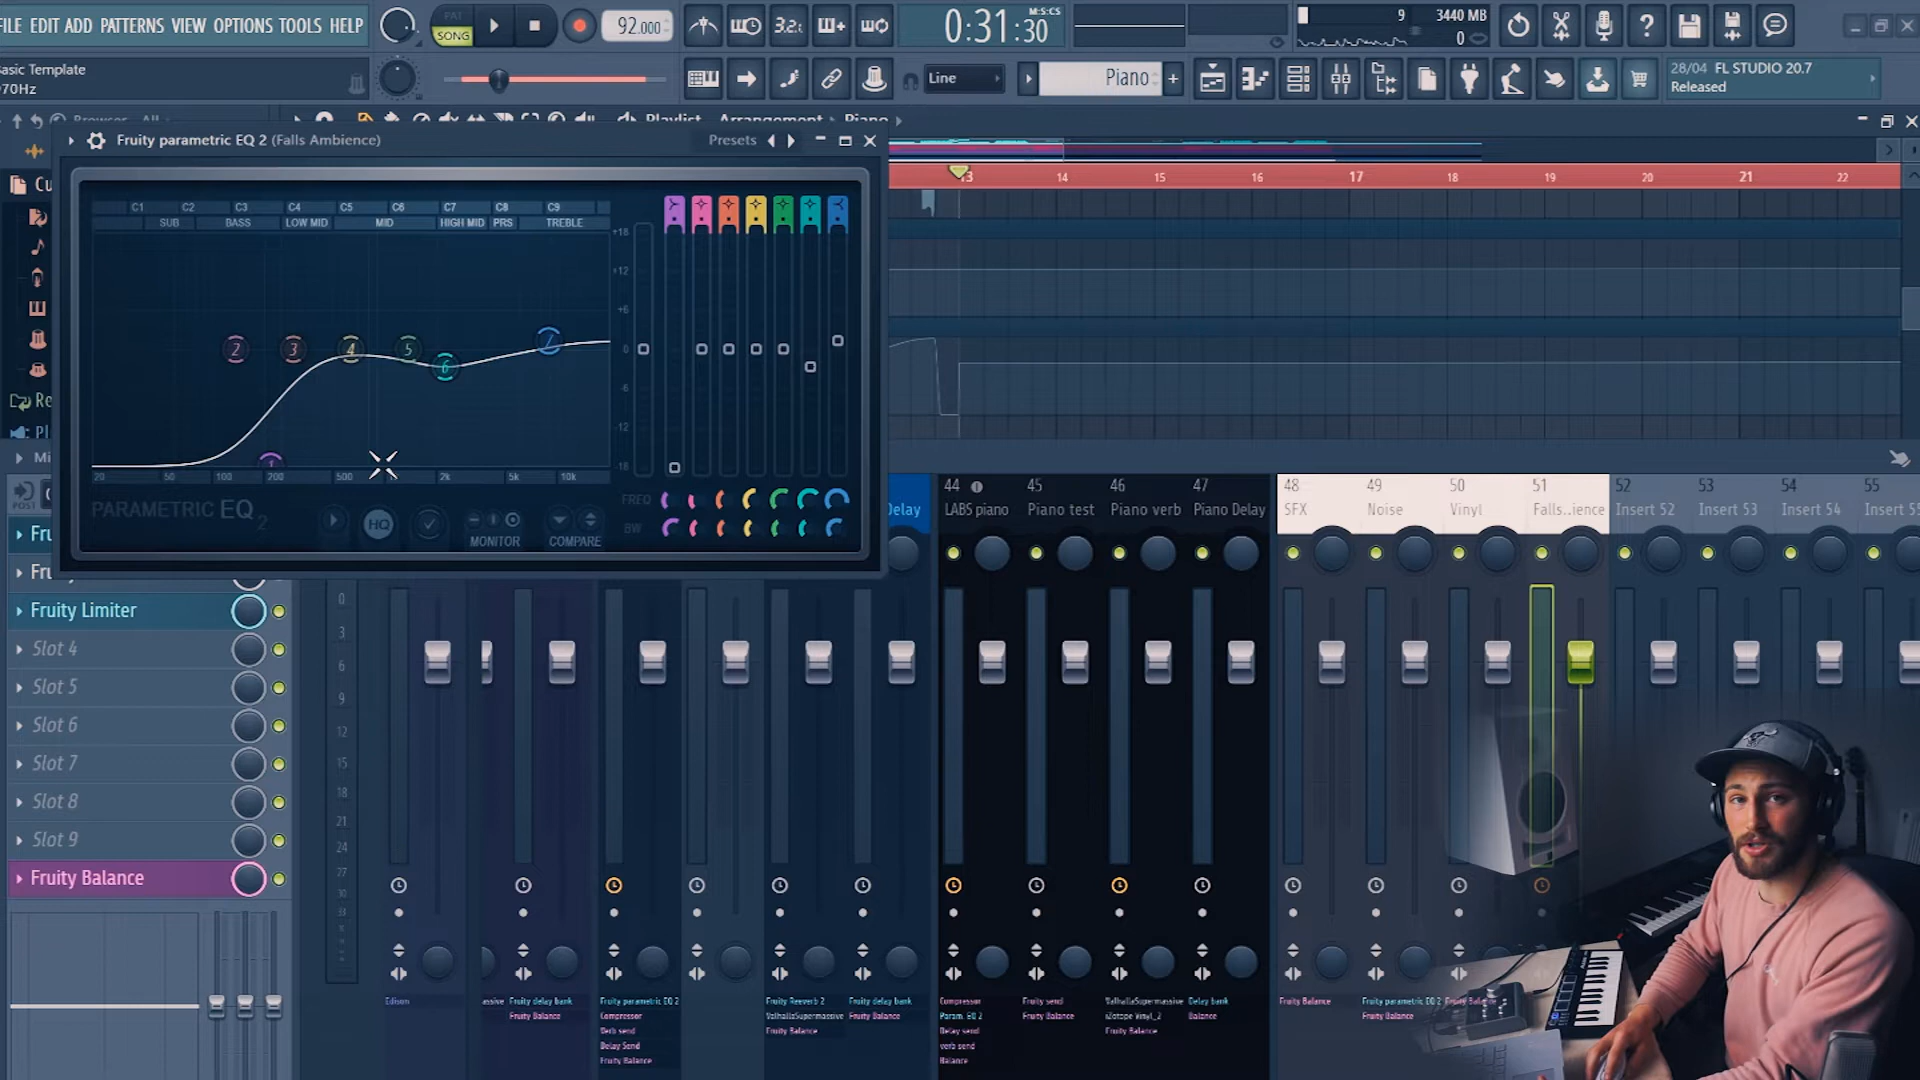 FILE EDIT ADD PATTERNS VIEW OPTIONS TOOLS HELP
PAT
SONG
92.000
3.2.
0:31:30
M:S:CS
9
3440 MB
0
Basic Template
Line
Piano
28/04 FL STUDIO 20.7
Released
Browser All
Playlist Arrangement Piano
Fruity parametric EQ 2 (Falls Ambience)
Presets
C1 C2 C3 C4 C5 C6 C7 C8 C9
SUB BASS LOW MID MID HIGH MID PRS TREBLE
+18
+12
+6
0
-6
-12
-18
2 3 4 5 6 7
1
20 50 100 200 500 2k 5k 10k
PARAMETRIC EQ 2
HQ
MONITOR
COMPARE
FREQ
BW
13 14 15 16 17 18 19 20 21 22
POST
Fruity Limiter
Slot 4
Slot 5
Slot 6
Slot 7
Slot 8
Slot 9
Fruity Balance
Delay
44 45 46 47 48 49 50 51 52 53 54 55
LABS piano Piano test Piano verb Piano Delay SFX Noise Vinyl Falls..ience Insert 52 Insert 53 Insert 54 Insert 55
0
3
6
9
12
15
18
21
24
27
30
33
Edison
Fruity delay bank
Fruity Balance
Fruity parametric EQ 2
Compressor
Verb send
Delay Send
Fruity Balance
Fruity Reeverb 2
ValhallaSupermassive
Fruity Balance
Fruity delay bank
Fruity Balance
Compressor
Param. EQ 2
Delay send
verb send
Balance
Fruity send
Fruity Balance
ValhallaSupermassive
iZotope Vinyl_2
Fruity Balance
Delay bank
Balance
Fruity Balance
Fruity parametric EQ 2
Fruity Balance
Fruity Balance